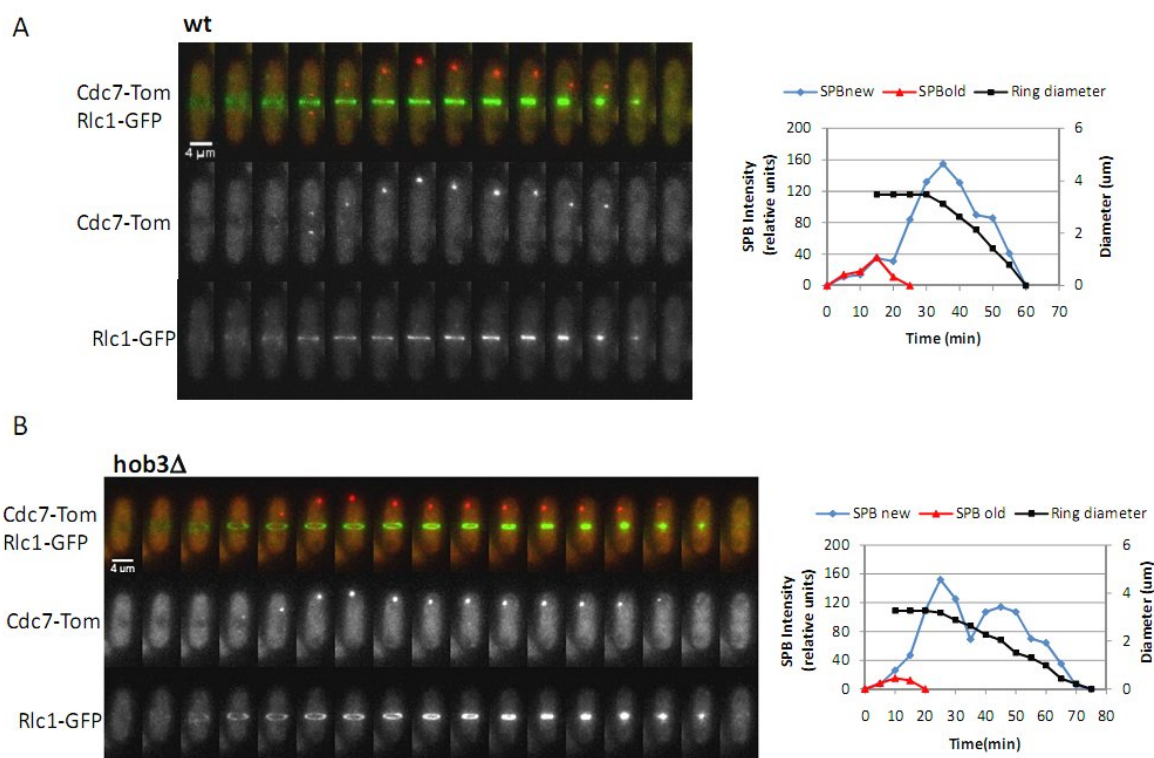 A
wt
Cdc7-Tom
Rlc1-GFP
4 µm
Cdc7-Tom
Rlc1-GFP
SPBnew SPBold Ring diameter
SPB Intensity
(relative units)
200
160
120
80
40
0
6
4
2
0
Diameter (um)
0 10 20 30 40 50 60 70
Time (min)
B
hob3Δ
Cdc7-Tom
Rlc1-GFP
4 um
Cdc7-Tom
Rlc1-GFP
SPB new SPB old Ring diameter
SPB Intensity
(relative units)
200
160
120
80
40
0
6
4
2
0
Diameter (um)
0 10 20 30 40 50 60 70 80
Time(min)